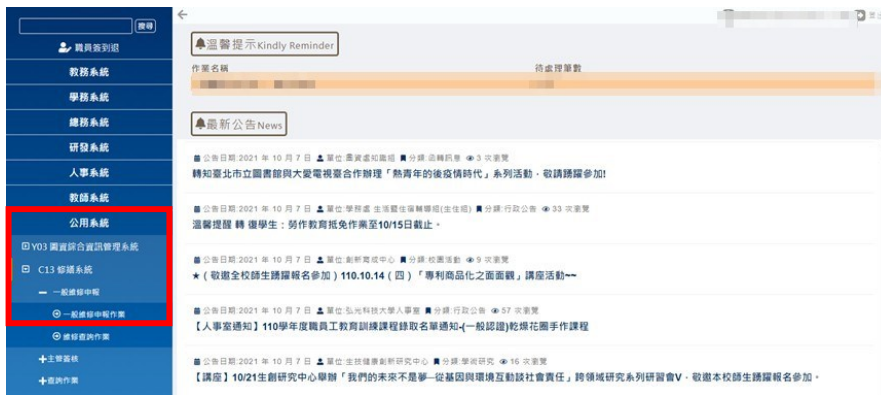 搜尋
職員簽到退
教務系統
學務系統
總務系統
研發系統
人事系統
教師系統
公用系統
Y03 圖資綜合資訊管理系統
C13 修繕系統
一般維修申報
一般維修申報作業
維修查詢作業
主管簽核
查詢作業
溫馨提示Kindly Reminder
作業名稱 待處理筆數
最新公告News
公告日期:2021 年 10 月 7 日 單位:圖資處知識組 分類:函轉訊息 3 次瀏覽
轉知臺北市立圖書館與大愛電視臺合作辦理「熱青年的後疫情時代」系列活動，敬請踴躍參加!
公告日期:2021 年 10 月 7 日 單位:學務處 生活暨住宿輔導組(生住組) 分類:行政公告 33 次瀏覽
溫馨提醒 轉 復學生：勞作教育抵免作業至10/15日截止。
公告日期:2021 年 10 月 7 日 單位:創新育成中心 分類:校園活動 9 次瀏覽
★（敬邀全校師生踴躍報名參加）110.10.14（四）「專利商品化之面面觀」講座活動~~
公告日期:2021 年 10 月 7 日 單位:弘光科技大學人事室 分類:行政公告 57 次瀏覽
【人事室通知】110學年度職員工教育訓練課程錄取名單通知-(一般認證)乾燥花圈手作課程
公告日期:2021 年 10 月 7 日 單位:生技健康創新研究中心 分類:學術研究 16 次瀏覽
【講座】10/21生創研究中心舉辦「我們的未來不是夢─從基因與環境互動談社會責任」跨領域研究系列研習會V，敬邀本校師生踴躍報名參加。